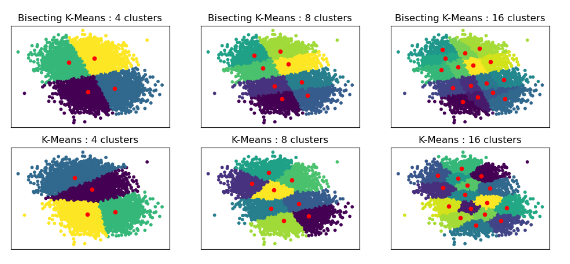 Bisecting K-Means : 4 clusters
Bisecting K-Means : 8 clusters
Bisecting K-Means : 16 clusters
K-Means : 4 clusters
K-Means : 8 clusters
K-Means : 16 clusters